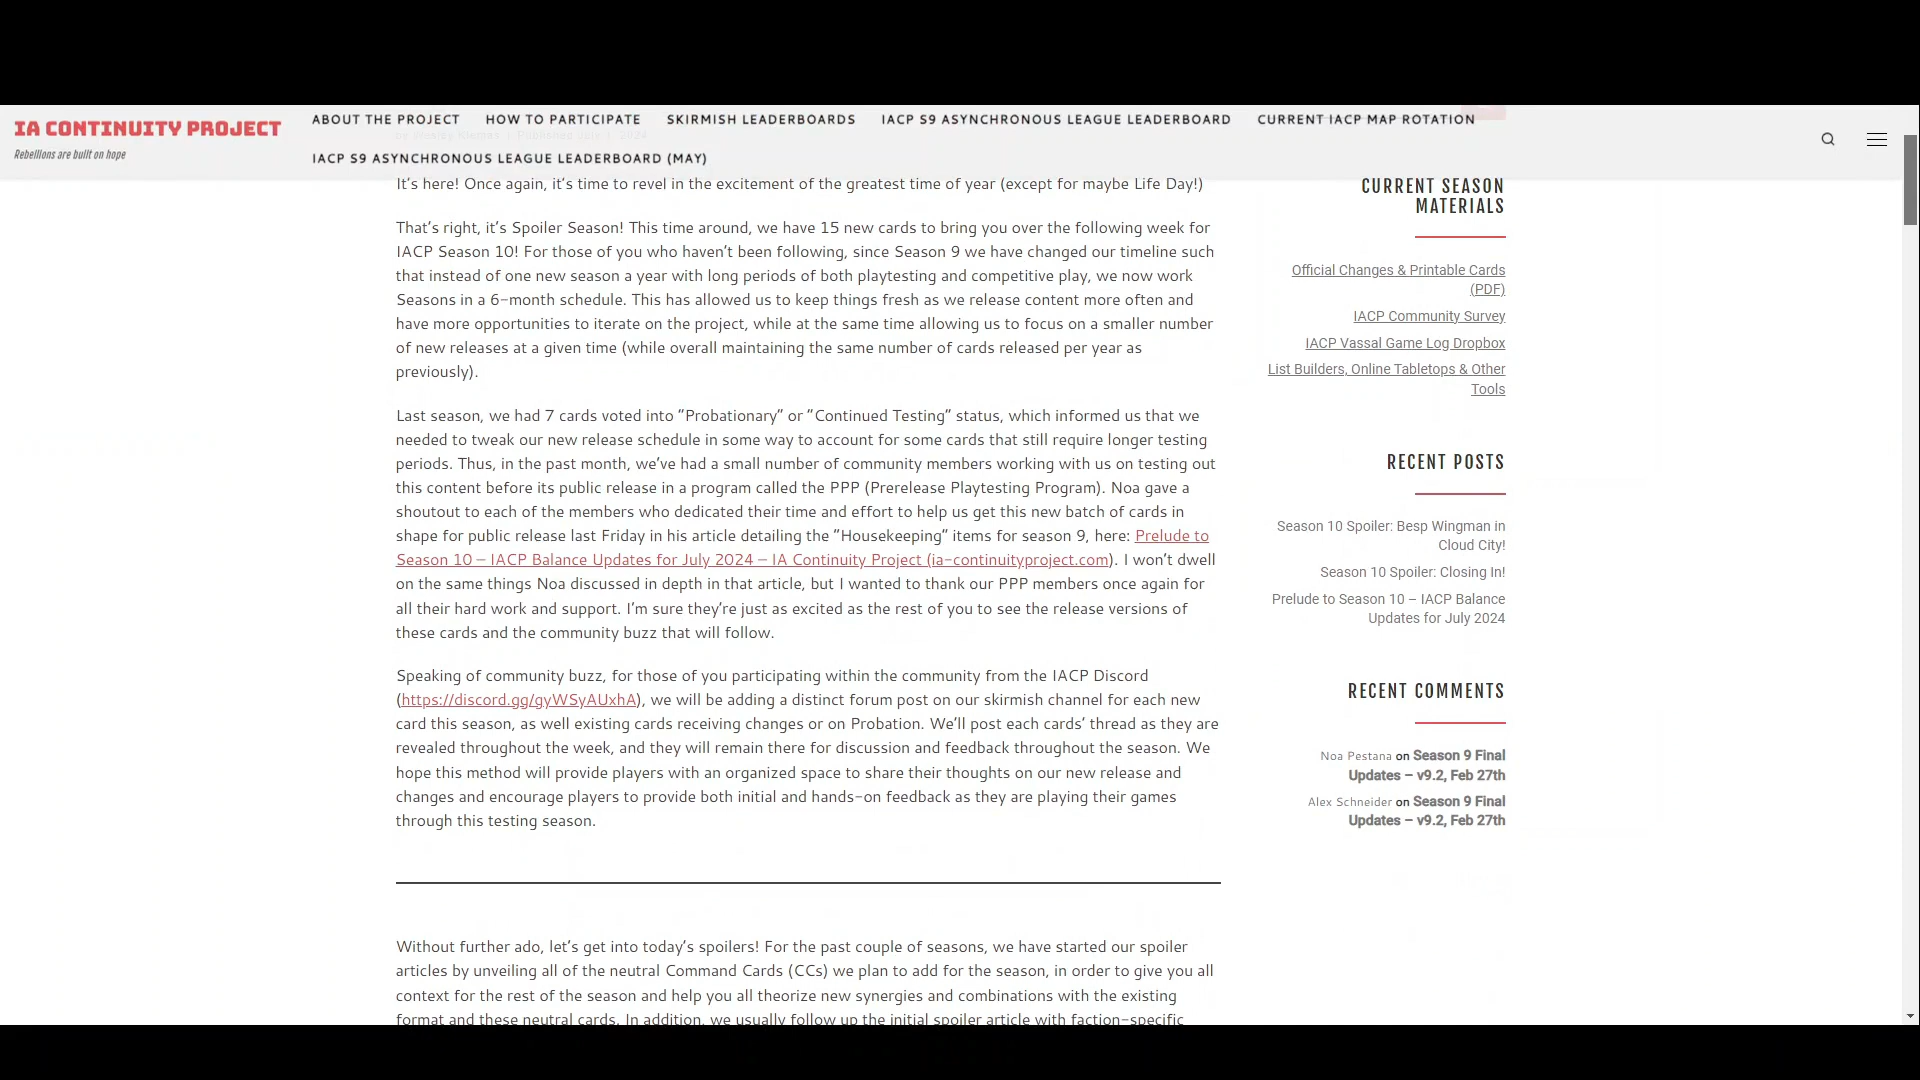 IA CONTINUITY PROJECT
Rebellions are built on hope
ABOUT THE PROJECT HOW TO PARTICIPATE SKIRMISH LEADERBOARDS IACP S9 ASYNCHRONOUS LEAGUE LEADERBOARD CURRENT IACP MAP ROTATION
IACP S9 ASYNCHRONOUS LEAGUE LEADERBOARD (MAY)
It's here! Once again, it's time to revel in the excitement of the greatest time of year (except for maybe Life Day!)
That's right, it's Spoiler Season! This time around, we have 15 new cards to bring you over the following week for
IACP Season 10! For those of you who haven't been following, since Season 9 we have changed our timeline such
that instead of one new season a year with long periods of both playtesting and competitive play, we now work
Seasons in a 6-month schedule. This has allowed us to keep things fresh as we release content more often and
have more opportunities to iterate on the project, while at the same time allowing us to focus on a smaller number
of new releases at a given time (while overall maintaining the same number of cards released per year as
previously).
Last season, we had 7 cards voted into "Probationary" or "Continued Testing" status, which informed us that we
needed to tweak our new release schedule in some way to account for some cards that still require longer testing
periods. Thus, in the past month, we've had a small number of community members working with us on testing out
this content before its public release in a program called the PPP (Prerelease Playtesting Program). Noa gave a
shoutout to each of the members who dedicated their time and effort to help us get this new batch of cards in
shape for public release last Friday in his article detailing the "Housekeeping" items for season 9, here: Prelude to
Season 10 – IACP Balance Updates for July 2024 – IA Continuity Project (ia-continuityproject.com). I won't dwell
on the same things Noa discussed in depth in that article, but I wanted to thank our PPP members once again for
all their hard work and support. I'm sure they're just as excited as the rest of you to see the release versions of
these cards and the community buzz that will follow.
Speaking of community buzz, for those of you participating within the community from the IACP Discord
(https://discord.gg/gyWSyAUxhA), we will be adding a distinct forum post on our skirmish channel for each new
card this season, as well existing cards receiving changes or on Probation. We'll post each cards' thread as they are
revealed throughout the week, and they will remain there for discussion and feedback throughout the season. We
hope this method will provide players with an organized space to share their thoughts on our new release and
changes and encourage players to provide both initial and hands-on feedback as they are playing their games
through this testing season.
Without further ado, let's get into today's spoilers! For the past couple of seasons, we have started our spoiler
articles by unveiling all of the neutral Command Cards (CCs) we plan to add for the season, in order to give you all
context for the rest of the season and help you all theorize new synergies and combinations with the existing
format and these neutral cards. In addition, we usually follow up the initial spoiler article with faction-specific
CURRENT SEASON
MATERIALS
Official Changes & Printable Cards
(PDF)
IACP Community Survey
IACP Vassal Game Log Dropbox
List Builders, Online Tabletops & Other
Tools
RECENT POSTS
Season 10 Spoiler: Besp Wingman in
Cloud City!
Season 10 Spoiler: Closing In!
Prelude to Season 10 – IACP Balance
Updates for July 2024
RECENT COMMENTS
Noa Pestana on Season 9 Final
Updates – v9.2, Feb 27th
Alex Schneider on Season 9 Final
Updates – v9.2, Feb 27th